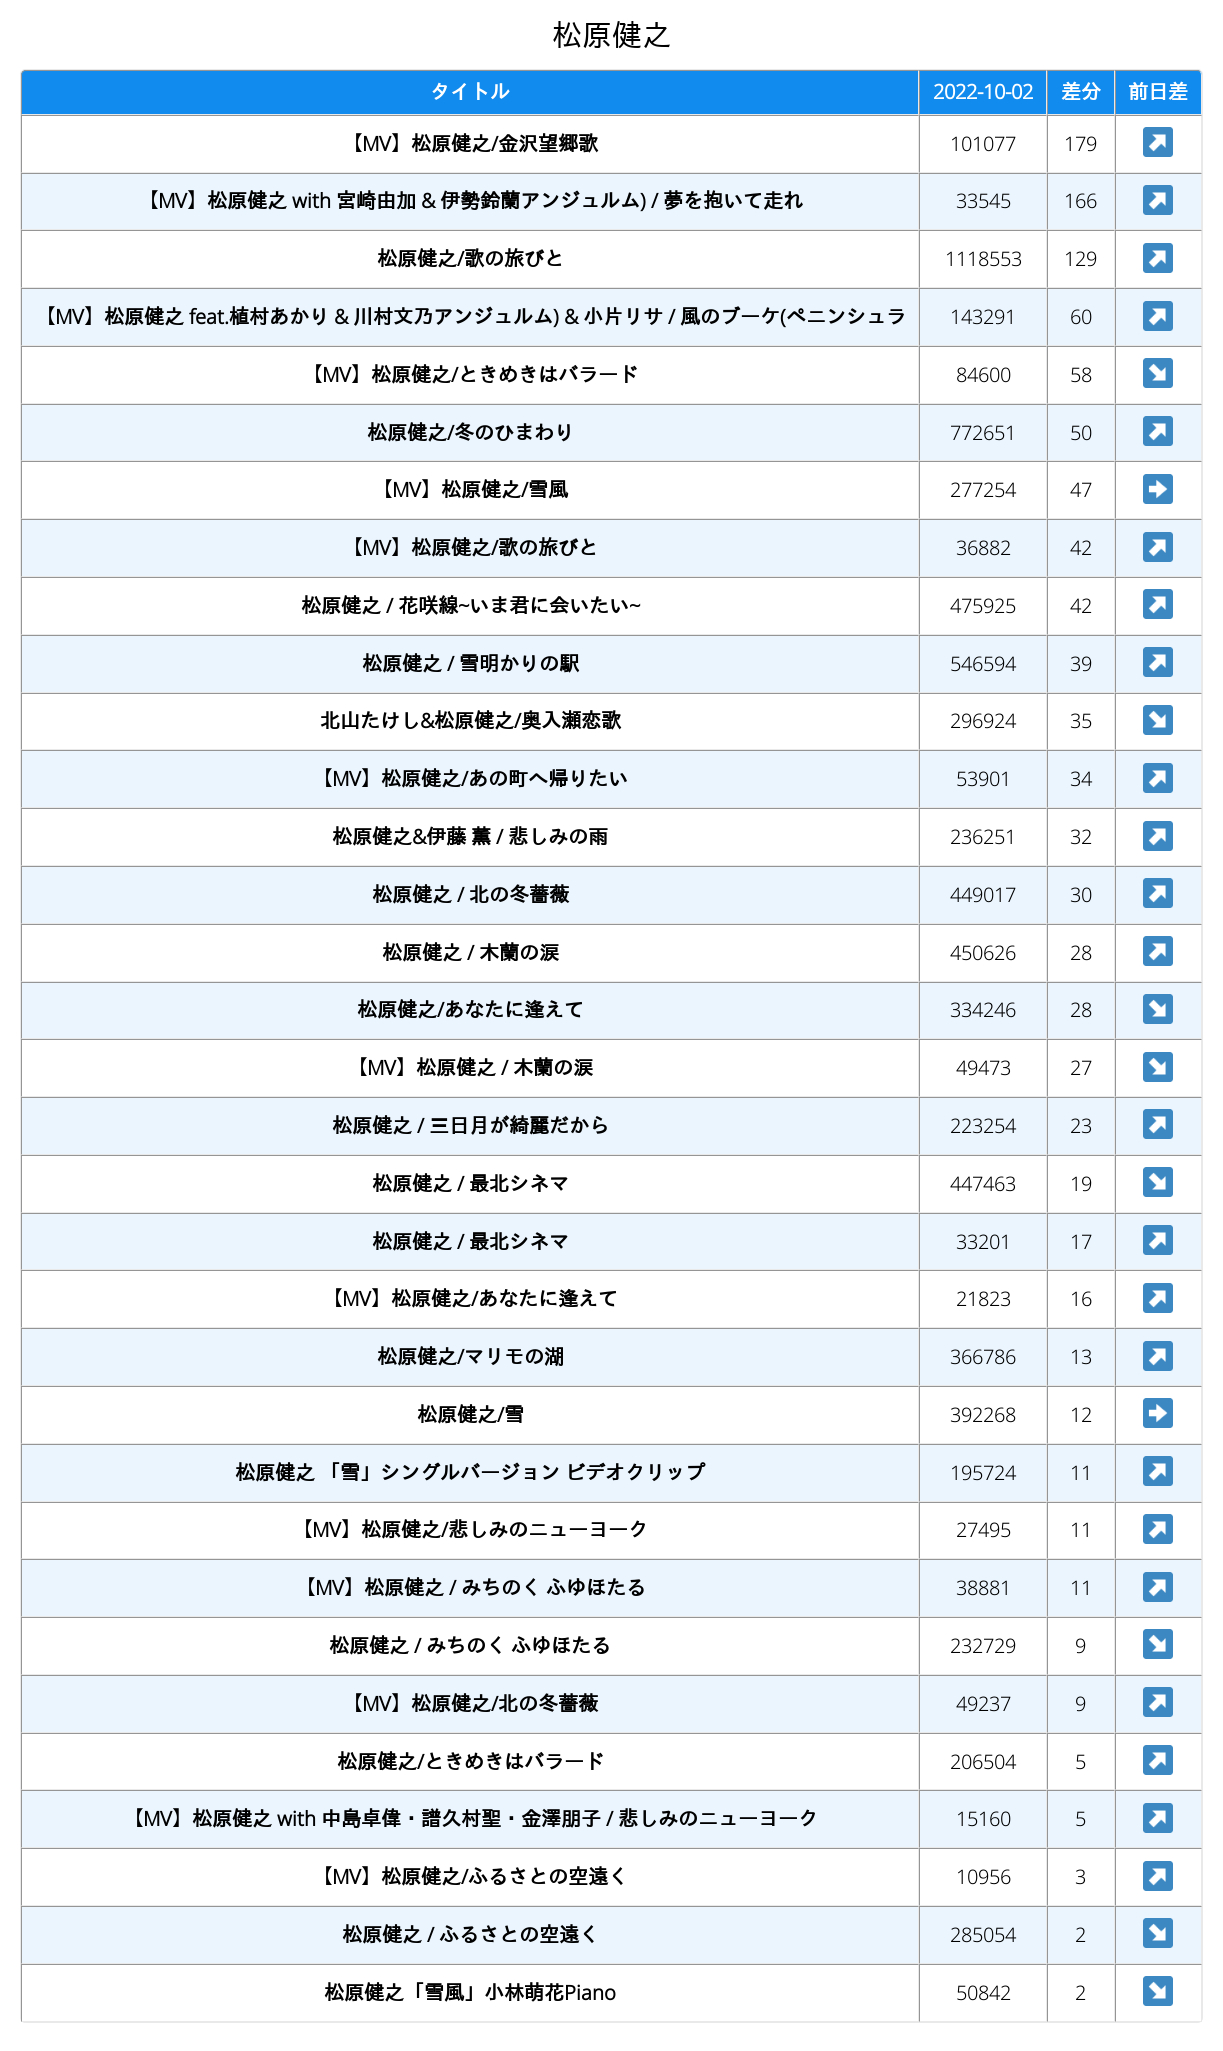 松原健之
タイトル 2022-10-02 差分 前日差
【MV】松原健之/金沢望郷歌 101077 179 ↗
【MV】松原健之 with 宮崎由加 & 伊勢鈴蘭アンジュルム) / 夢を抱いて走れ 33545 166 ↗
松原健之/歌の旅びと 1118553 129 ↗
【MV】松原健之 feat.植村あかり & 川村文乃アンジュルム) & 小片リサ / 風のブーケ(ペニンシュラ 143291 60 ↗
【MV】松原健之/ときめきはバラード 84600 58 ↘
松原健之/冬のひまわり 772651 50 ↗
【MV】松原健之/雪風 277254 47 ➡
【MV】松原健之/歌の旅びと 36882 42 ↗
松原健之 / 花咲線~いま君に会いたい~ 475925 42 ↗
松原健之 / 雪明かりの駅 546594 39 ↗
北山たけし&松原健之/奥入瀬恋歌 296924 35 ↘
【MV】松原健之/あの町へ帰りたい 53901 34 ↗
松原健之&伊藤 薫 / 悲しみの雨 236251 32 ↗
松原健之 / 北の冬薔薇 449017 30 ↗
松原健之 / 木蘭の涙 450626 28 ↗
松原健之/あなたに逢えて 334246 28 ↘
【MV】松原健之 / 木蘭の涙 49473 27 ↘
松原健之 / 三日月が綺麗だから 223254 23 ↗
松原健之 / 最北シネマ 447463 19 ↘
松原健之 / 最北シネマ 33201 17 ↗
【MV】松原健之/あなたに逢えて 21823 16 ↗
松原健之/マリモの湖 366786 13 ↗
松原健之/雪 392268 12 ➡
松原健之 「雪」シングルバージョン ビデオクリップ 195724 11 ↗
【MV】松原健之/悲しみのニューヨーク 27495 11 ↗
【MV】松原健之 / みちのく ふゆほたる 38881 11 ↗
松原健之 / みちのく ふゆほたる 232729 9 ↘
【MV】松原健之/北の冬薔薇 49237 9 ↗
松原健之/ときめきはバラード 206504 5 ↗
【MV】松原健之 with 中島卓偉・譜久村聖・金澤朋子 / 悲しみのニューヨーク 15160 5 ↗
【MV】松原健之/ふるさとの空遠く 10956 3 ↗
松原健之 / ふるさとの空遠く 285054 2 ↘
松原健之「雪風」小林萌花Piano 50842 2 ↘